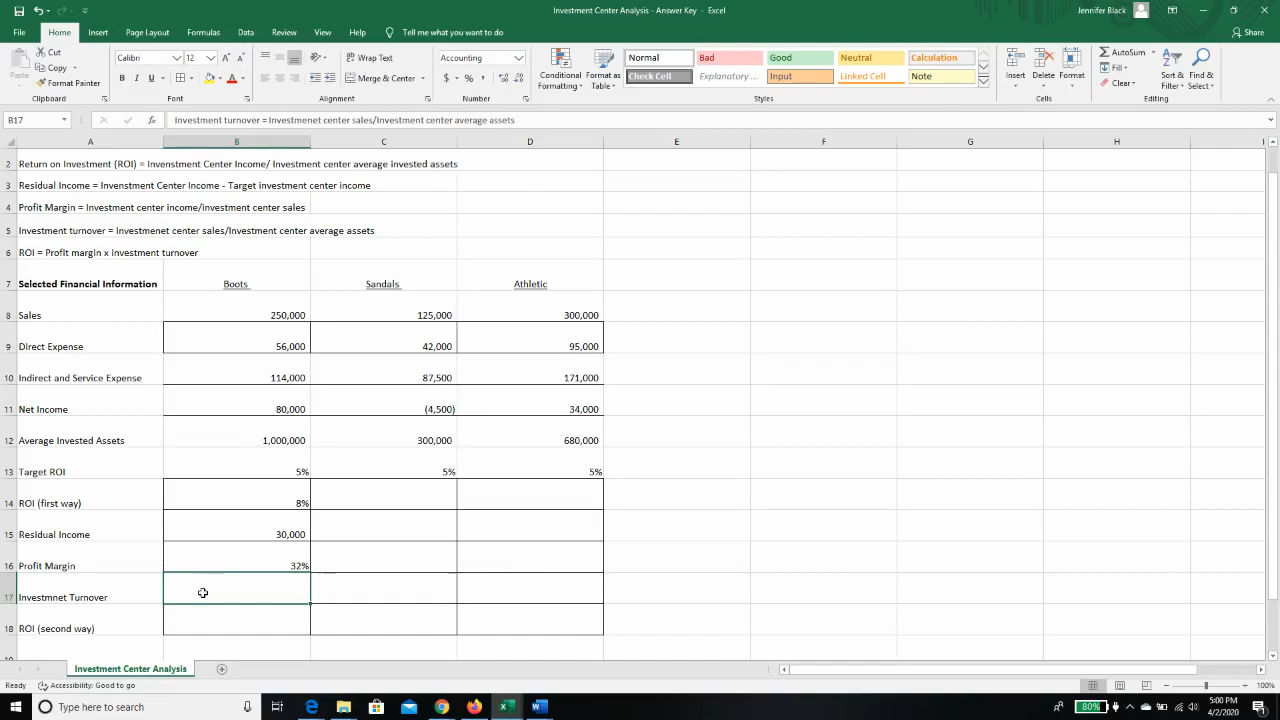 Investment Center Analysis - Answer Key - Excel
Jennifer Black
File Home Insert Page Layout Formulas Data Review View Help Tell me what you want to do Share
Paste
Cut
Copy
Format Painter
Clipboard
Calibri 12
B I U A
Font
Wrap Text
Merge & Center
Alignment
Accounting
$ % ,
Number
Conditional Formatting
Format as Table
Normal Bad Good Neutral Calculation
Check Cell Explanatory ... Input Linked Cell Note
Styles
Insert Delete Format
Cells
AutoSum
Fill
Clear
Sort & Filter
Find & Select
Editing
B17 fx Investment turnover = Investmenet center sales/Investment center average assets
A B C D E F G H I
2 Return on Investment (ROI) = Invenstment Center Income/ Investment center average invested assets
3 Residual Income = Invenstment Center Income - Target investment center income
4 Profit Margin = Investment center income/investment center sales
5 Investment turnover = Investmenet center sales/Investment center average assets
6 ROI = Profit margin x Investment turnover
7 Selected Financial Information Boots Sandals Athletic
8 Sales 250,000 125,000 300,000
9 Direct Expense 56,000 42,000 95,000
10 Indirect and Service Expense 114,000 87,500 171,000
11 Net Income 80,000 (4,500) 34,000
12 Average Invested Assets 1,000,000 300,000 680,000
13 Target ROI 5% 5% 5%
14 ROI (first way) 8%
15 Residual Income 30,000
16 Profit Margin 32%
17 Investmnet Turnover
18 ROI (second way)
Investment Center Analysis
Ready Accessibility: Good to go 100%
Type here to search
80%
5:00 PM
4/2/2020